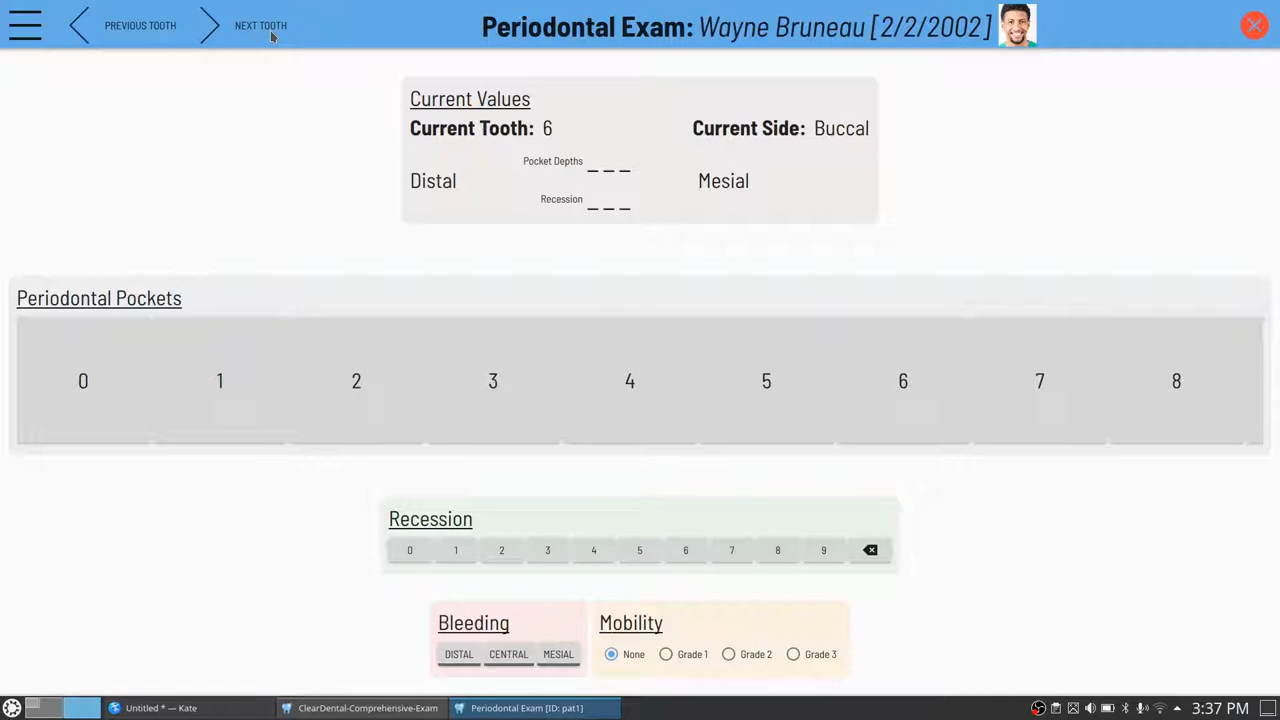 PREVIOUS TOOTH
NEXT TOOTH
Periodontal Exam: Wayne Bruneau [2/2/2002]
Current Values
Current Tooth: 6
Current Side: Buccal
Pocket Depths _ _ _
Distal
Mesial
Recession _ _ _
Periodontal Pockets
0 1 2 3 4 5 6 7 8
Recession
0 1 2 3 4 5 6 7 8 9
Bleeding
Mobility
DISTAL CENTRAL MESIAL
None Grade 1 Grade 2 Grade 3
Untitled * — Kate
ClearDental-Comprehensive-Exam
Periodontal Exam [ID: pat1]
3:37 PM